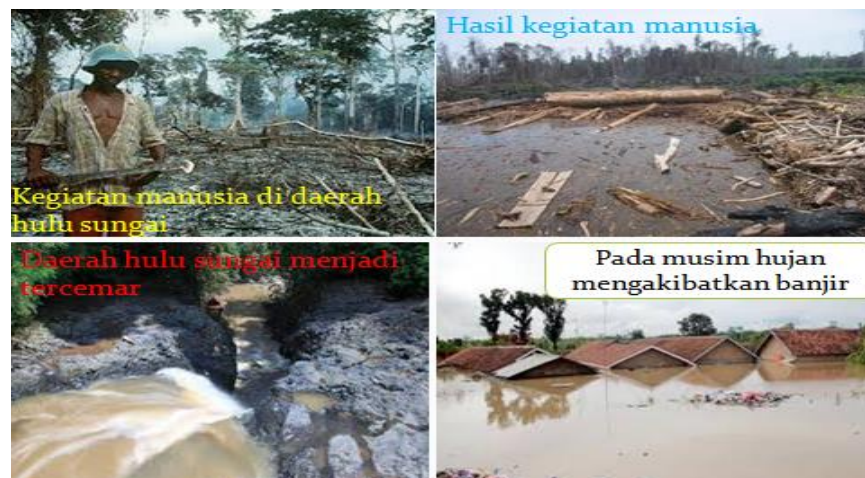 Kegiatan manusia di daerah
hulu sungai
Hasil kegiatan manusia
Daerah hulu sungai menjadi
tercemar
Pada musim hujan
mengakibatkan banjir